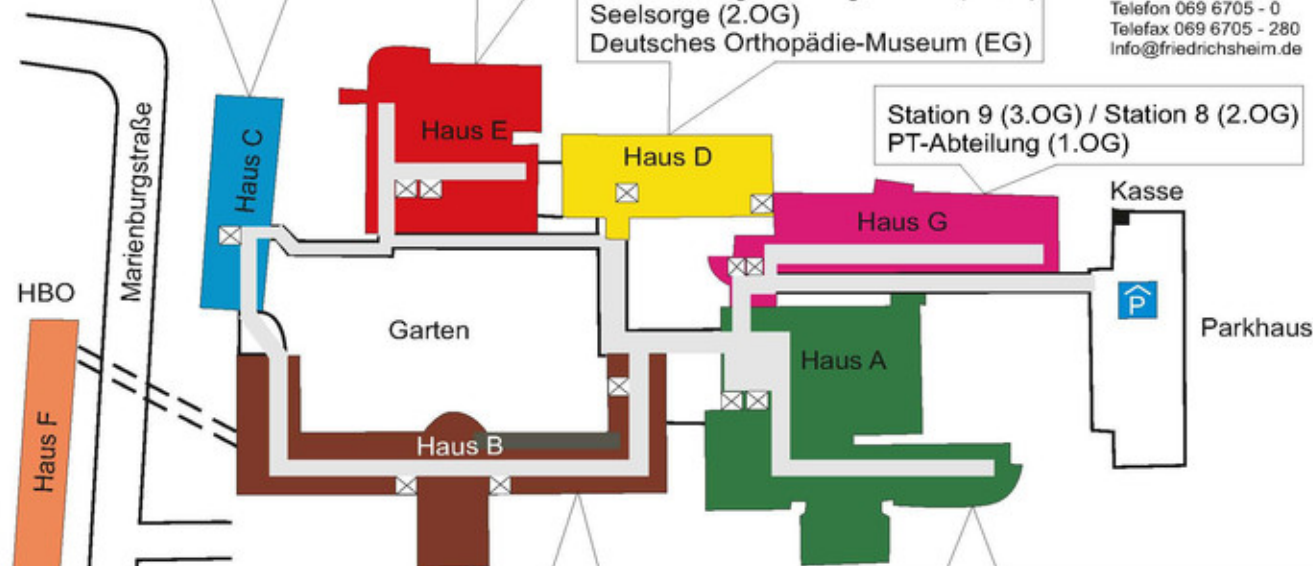 Seelsorge (2.OG)
Deutsches Orthopädie-Museum (EG)
Telefon 069 6705 - 0
Telefax 069 6705 - 280
Info@friedrichsheim.de
Station 9 (3.OG) / Station 8 (2.OG)
PT-Abteilung (1.OG)
Marienburgstraße
Haus C
Haus E
Haus D
Haus G
Kasse
HBO
Garten
P
Parkhaus
Haus A
Haus F
Haus B